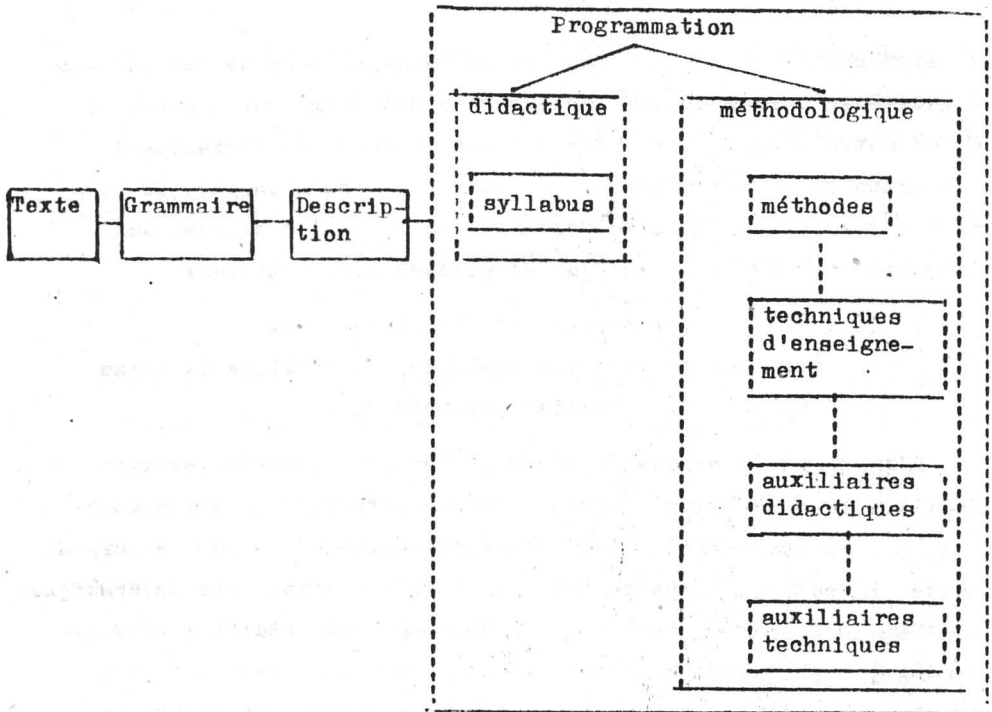 Programmation
didactique
méthodologique
syllabus
méthodes
Texte
Grammaire
Descrip-
tion
techniques
d'enseigne-
ment
auxiliaires
didactiques
auxiliaires
techniques